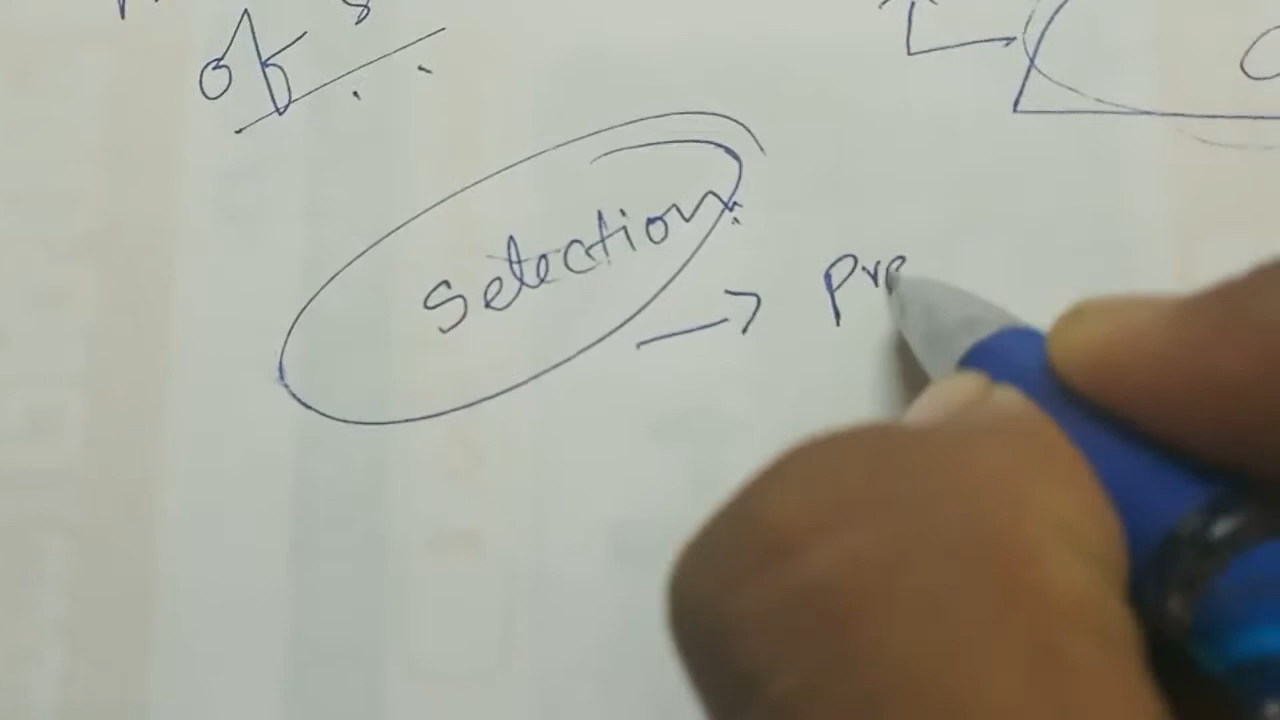 of
Selection
→ Pre